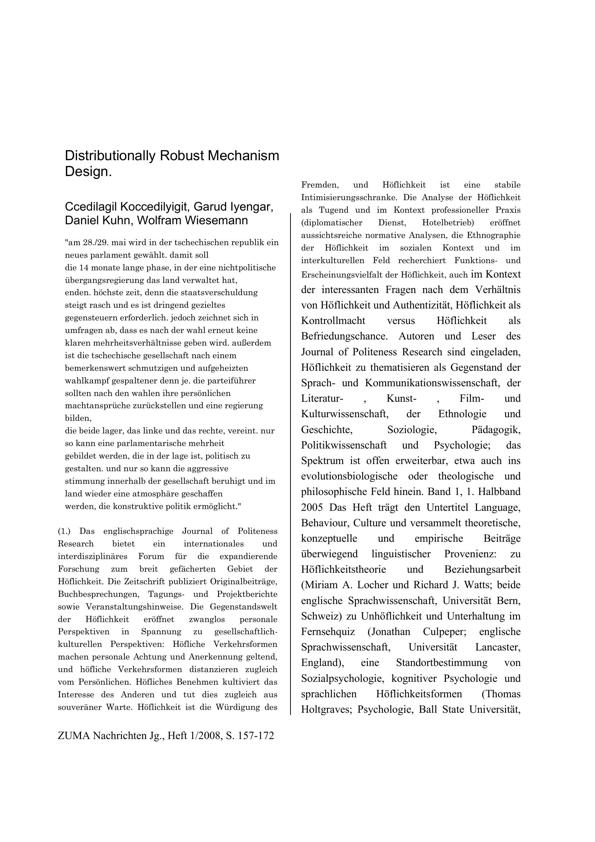 Distributionally Robust Mechanism
Design.
Ccedilagil Koccedilyigit, Garud Iyengar,
Daniel Kuhn, Wolfram Wiesemann
"am 28./29. mai wird in der tschechischen republik ein
neues parlament gewählt. damit soll
die 14 monate lange phase, in der eine nichtpolitische
übergangsregierung das land verwaltet hat,
enden. höchste zeit, denn die staatsverschuldung
steigt rasch und es ist dringend gezieltes
gegensteuern erforderlich. jedoch zeichnet sich in
umfragen ab, dass es nach der wahl erneut keine
klaren mehrheitsverhältnisse geben wird. außerdem
ist die tschechische gesellschaft nach einem
bemerkenswert schmutzigen und aufgeheizten
wahlkampf gespaltener denn je. die parteiführer
sollten nach den wahlen ihre persönlichen
machtansprüche zurückstellen und eine regierung
bilden,
die beide lager, das linke und das rechte, vereint. nur
so kann eine parlamentarische mehrheit
gebildet werden, die in der lage ist, politisch zu
gestalten. und nur so kann die aggressive
stimmung innerhalb der gesellschaft beruhigt und im
land wieder eine atmosphäre geschaffen
werden, die konstruktive politik ermöglicht."
(1.) Das englischsprachige Journal of Politeness
Research bietet ein internationales und
interdisziplinäres Forum für die expandierende
Forschung zum breit gefächerten Gebiet der
Höflichkeit. Die Zeitschrift publiziert Originalbeiträge,
Buchbesprechungen, Tagungs- und Projektberichte
sowie Veranstaltungshinweise. Die Gegenstandswelt
der Höflichkeit eröffnet zwanglos personale
Perspektiven in Spannung zu gesellschaftlich-
kulturellen Perspektiven: Höfliche Verkehrsformen
machen personale Achtung und Anerkennung geltend,
und höfliche Verkehrsformen distanzieren zugleich
vom Persönlichen. Höfliches Benehmen kultiviert das
Interesse des Anderen und tut dies zugleich aus
souveräner Warte. Höflichkeit ist die Würdigung des
Fremden, und Höflichkeit ist eine stabile
Intimisierungsschranke. Die Analyse der Höflichkeit
als Tugend und im Kontext professioneller Praxis
(diplomatischer Dienst, Hotelbetrieb) eröffnet
aussichtsreiche normative Analysen, die Ethnographie
der Höflichkeit im sozialen Kontext und im
interkulturellen Feld recherchiert Funktions- und
Erscheinungsvielfalt der Höflichkeit, auch im Kontext
der interessanten Fragen nach dem Verhältnis
von Höflichkeit und Authentizität, Höflichkeit als
Kontrollmacht versus Höflichkeit als
Befriedungschance. Autoren und Leser des
Journal of Politeness Research sind eingeladen,
Höflichkeit zu thematisieren als Gegenstand der
Sprach- und Kommunikationswissenschaft, der
Literatur- , Kunst- , Film- und
Kulturwissenschaft, der Ethnologie und
Geschichte, Soziologie, Pädagogik,
Politikwissenschaft und Psychologie; das
Spektrum ist offen erweiterbar, etwa auch ins
evolutionsbiologische oder theologische und
philosophische Feld hinein. Band 1, 1. Halbband
2005 Das Heft trägt den Untertitel Language,
Behaviour, Culture und versammelt theoretische,
konzeptuelle und empirische Beiträge
überwiegend linguistischer Provenienz: zu
Höflichkeitstheorie und Beziehungsarbeit
(Miriam A. Locher und Richard J. Watts; beide
englische Sprachwissenschaft, Universität Bern,
Schweiz) zu Unhöflichkeit und Unterhaltung im
Fernsehquiz (Jonathan Culpeper; englische
Sprachwissenschaft, Universität Lancaster,
England), eine Standortbestimmung von
Sozialpsychologie, kognitiver Psychologie und
sprachlichen Höflichkeitsformen (Thomas
Holtgraves; Psychologie, Ball State Universität,
ZUMA Nachrichten Jg., Heft 1/2008, S. 157-172